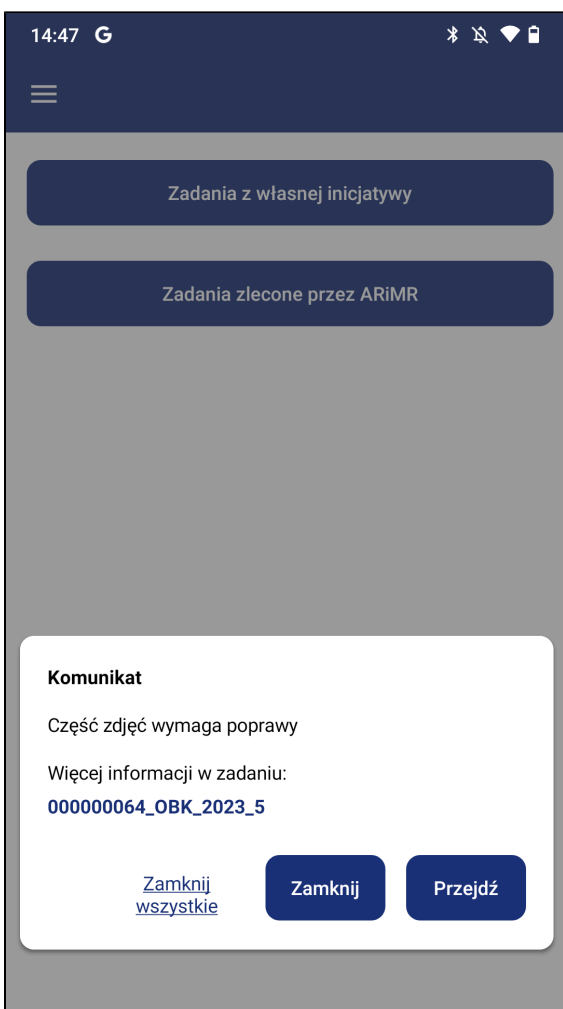 14:47 G
Zadania z własnej inicjatywy
Zadania zlecone przez ARiMR
Komunikat
Część zdjęć wymaga poprawy
Więcej informacji w zadaniu:
000000064_OBK_2023_5
Zamknij
wszystkie
Zamknij
Przejdź